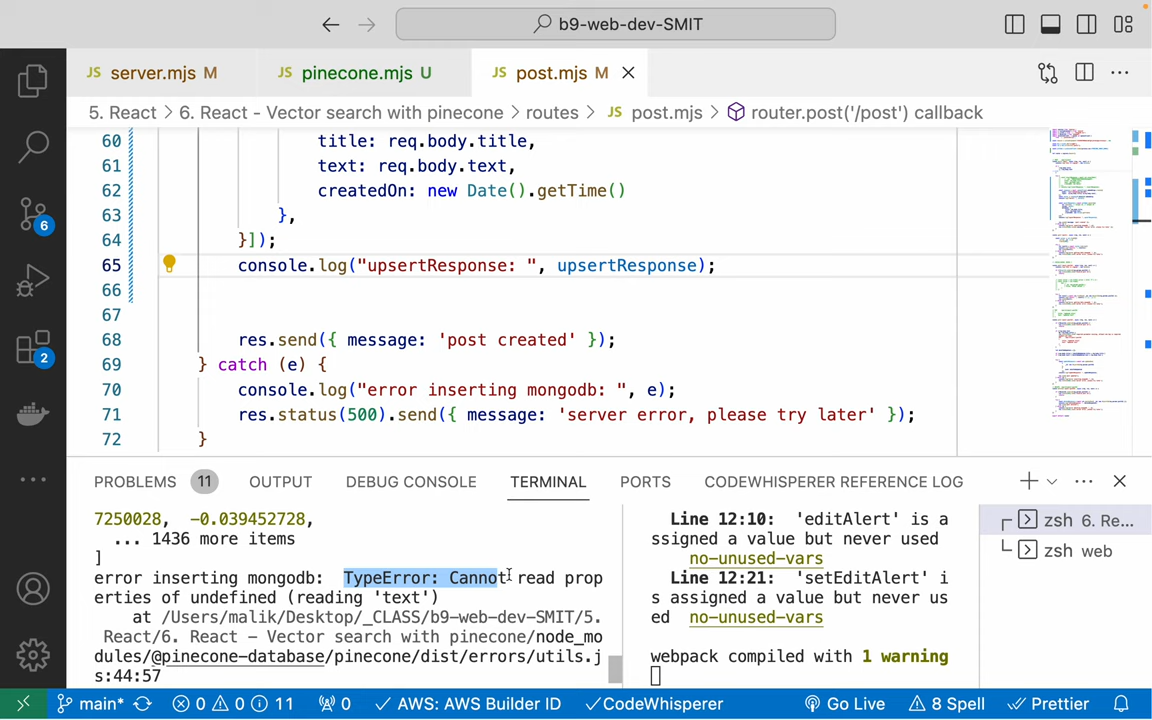 b9-web-dev-SMIT
JS server.mjs M
JS pinecone.mjs U
JS post.mjs M
5. React > 6. React - Vector search with pinecone > routes > JS post.mjs > router.post('/post') callback
60 title: req.body.title,
61 text: req.body.text,
62 createdOn: new Date().getTime()
63 },
64 }]);
65 console.log("upsertResponse: ", upsertResponse);
66
67
68 res.send({ message: 'post created' });
69 } catch (e) {
70 console.log("error inserting mongodb: ", e);
71 res.status(500).send({ message: 'server error, please try later' });
72 }
6
2
PROBLEMS 11 OUTPUT DEBUG CONSOLE TERMINAL PORTS CODEWHISPERER REFERENCE LOG
7250028, -0.039452728,
... 1436 more items
]
error inserting mongodb: TypeError: Cannot read prop
erties of undefined (reading 'text')
at /Users/malik/Desktop/_CLASS/b9-web-dev-SMIT/5.
React/6. React - Vector search with pinecone/node_mo
dules/@pinecone-database/pinecone/dist/errors/utils.j
s:44:57
Line 12:10: 'editAlert' is a
ssigned a value but never used
no-unused-vars
Line 12:21: 'setEditAlert' i
s assigned a value but never us
ed no-unused-vars
webpack compiled with 1 warning
zsh 6. Re...
zsh web
main* 0 0 11 0 AWS: AWS Builder ID CodeWhisperer Go Live 8 Spell Prettier